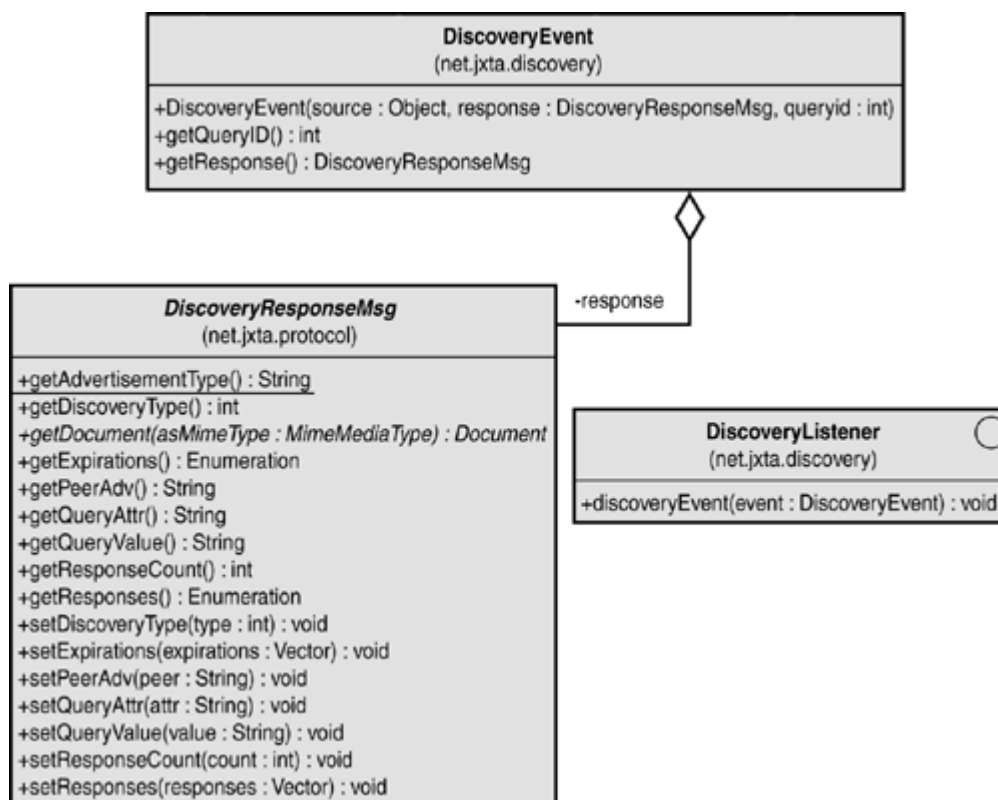 DiscoveryEvent
(net.jxta.discovery)
+DiscoveryEvent(source : Object, response : DiscoveryResponseMsg, queryid : int)
+getQueryID() : int
+getResponse() : DiscoveryResponseMsg
-response
DiscoveryResponseMsg
(net.jxta.protocol)
+getAdvertisementType() : String
+getDiscoveryType() : int
+getDocument(asMimeType : MimeMediaType) : Document
+getExpirations() : Enumeration
+getPeerAdv() : String
+getQueryAttr() : String
+getQueryValue() : String
+getResponseCount() : int
+getResponses() : Enumeration
+setDiscoveryType(type : int) : void
+setExpirations(expirations : Vector) : void
+setPeerAdv(peer : String) : void
+setQueryAttr(attr : String) : void
+setQueryValue(value : String) : void
+setResponseCount(count : int) : void
+setResponses(responses : Vector) : void
DiscoveryListener
(net.jxta.discovery)
+discoveryEvent(event : DiscoveryEvent) : void